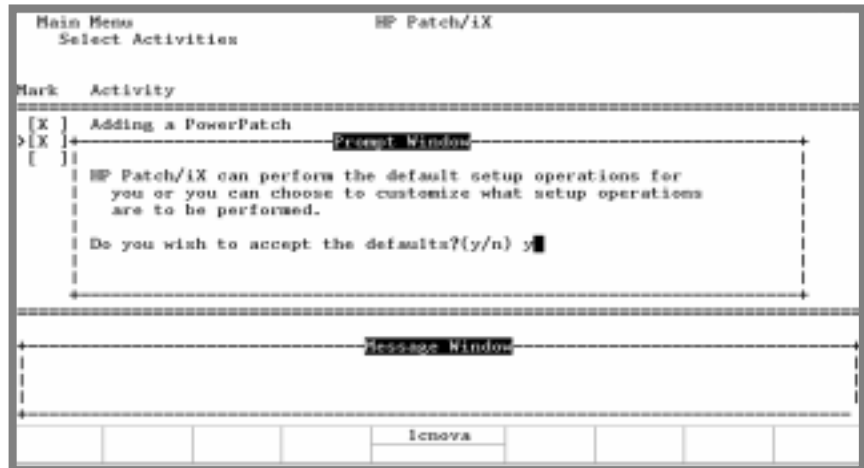 Main Menu HP Patch/iX
Select Activities
Mark Activity
[X ] Adding a PowerPatch
>[X ]
Prompt Window
[ ]
HP Patch/iX can perform the default setup operations for
you or you can choose to customize what setup operations
are to be performed.
Do you wish to accept the defaults?(y/n) y
Message Window
lcnova